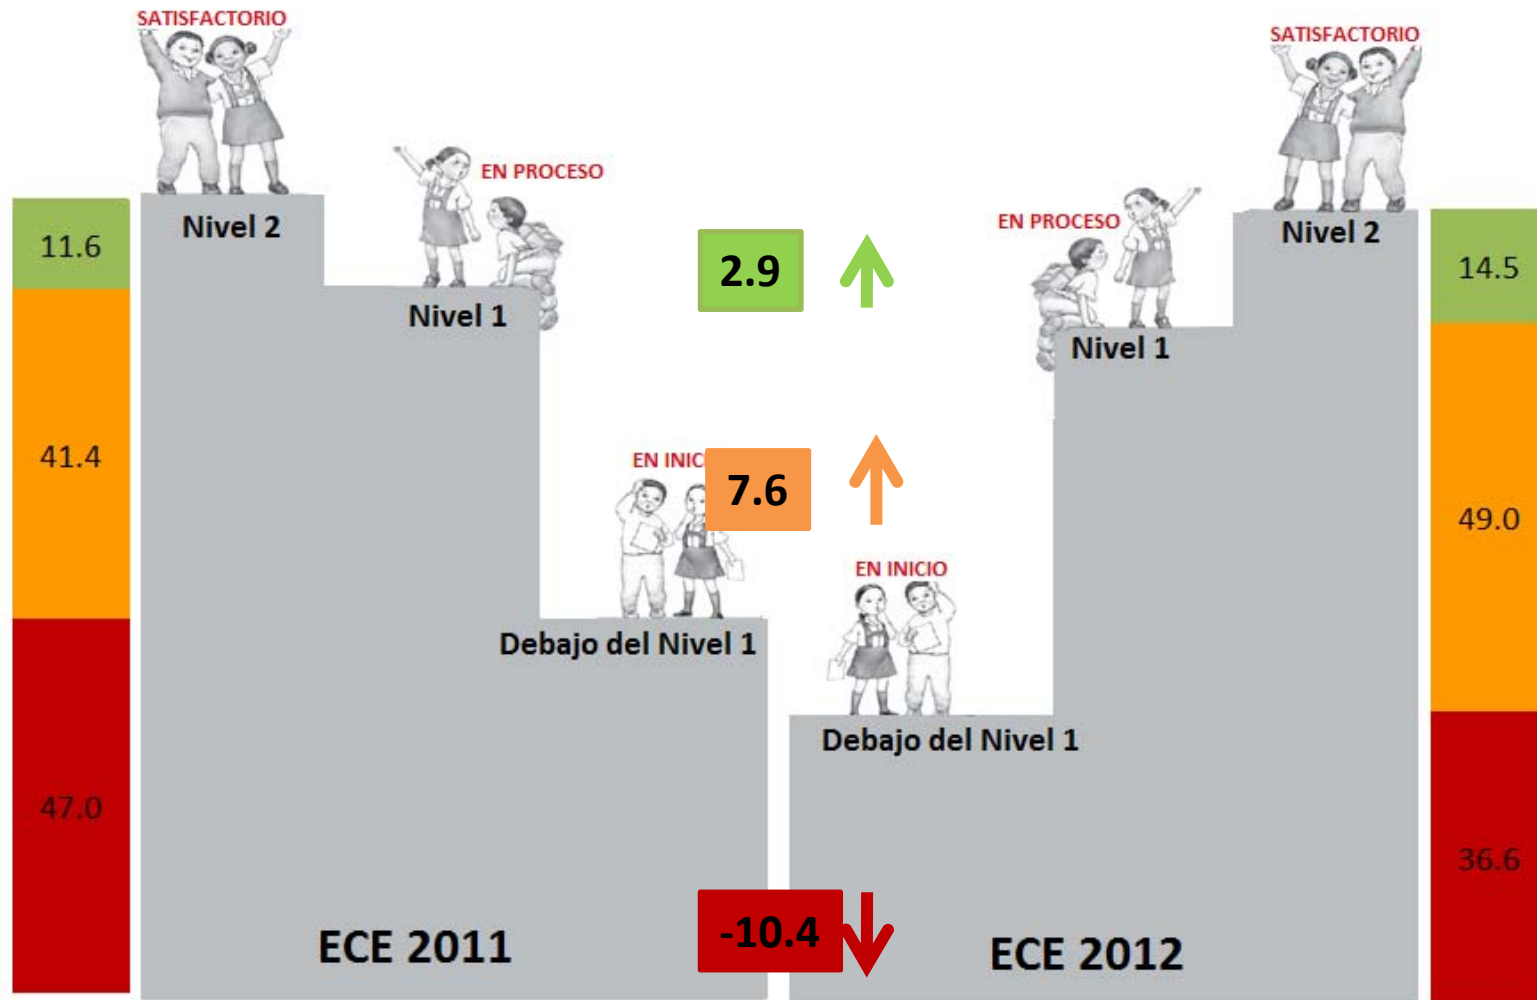 SATISFACTORIO
SATISFACTORIO
EN PROCESO
EN PROCESO
Nivel 2
Nivel 2
11.6
2.9
14.5
Nivel 1
Nivel 1
41.4
EN INIC
7.6
49.0
EN INICIO
Debajo del Nivel 1
Debajo del Nivel 1
47.0
36.6
ECE 2011
-10.4
ECE 2012